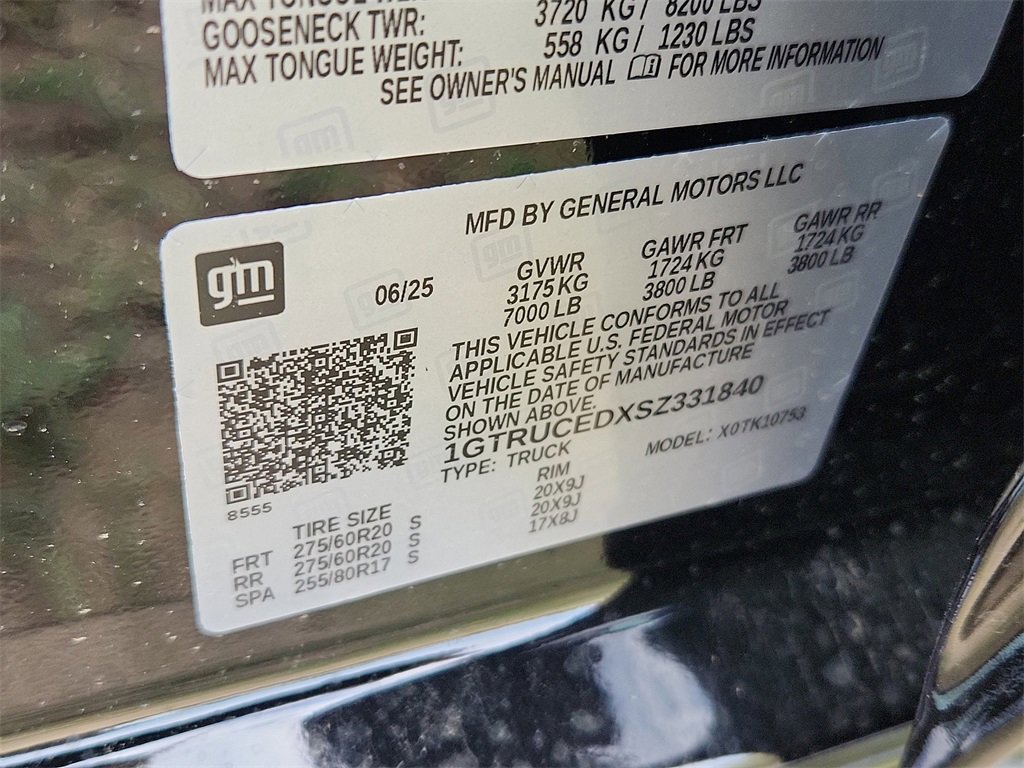 MAX TONGUE WEIGHT:
GOOSENECK TWR: 3720 KG / 8200 LBS
MAX TONGUE WEIGHT: 558 KG / 1230 LBS
SEE OWNER'S MANUAL FOR MORE INFORMATION
MFD BY GENERAL MOTORS LLC
gm
06/25
GVWR GAWR FRT GAWR RR
3175 KG 1724 KG 1724 KG
7000 LB 3800 LB 3800 LB
THIS VEHICLE CONFORMS TO ALL
APPLICABLE U.S. FEDERAL MOTOR
VEHICLE SAFETY STANDARDS IN EFFECT
ON THE DATE OF MANUFACTURE
SHOWN ABOVE.
1GTRUCEDXSZ331840
TYPE: TRUCK MODEL: X0TK10753
8555
TIRE SIZE RIM
FRT 275/60R20 S 20X9J
RR 275/60R20 S 20X9J
SPA 255/80R17 S 17X8J